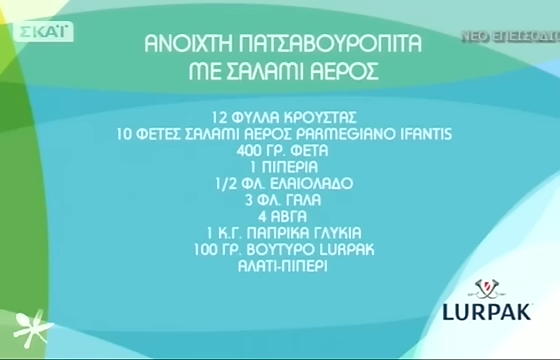 ΣΚΑΪ
ΝΕΟ ΕΠΕΙΣΟΔΙΟ
ΑΝΟΙΧΤΗ ΠΑΤΣΑΒΟΥΡΟΠΙΤΑ
ΜΕ ΣΑΛΑΜΙ ΑΕΡΟΣ
12 ΦΥΛΛΑ ΚΡΟΥΣΤΑΣ
10 ΦΕΤΕΣ ΣΑΛΑΜΙ ΑΕΡΟΣ PARMEGIANO IFANTIS
400 ΓΡ. ΦΕΤΑ
1 ΠΙΠΕΡΙΑ
1/2 ΦΛ. ΕΛΑΙΟΛΑΔΟ
3 ΦΛ. ΓΑΛΑ
4 ΑΒΓΑ
1 Κ.Γ. ΠΑΠΡΙΚΑ ΓΛΥΚΙΑ
100 ΓΡ. ΒΟΥΤΥΡΟ LURPAK
ΑΛΑΤΙ-ΠΙΠΕΡΙ
LURPAK